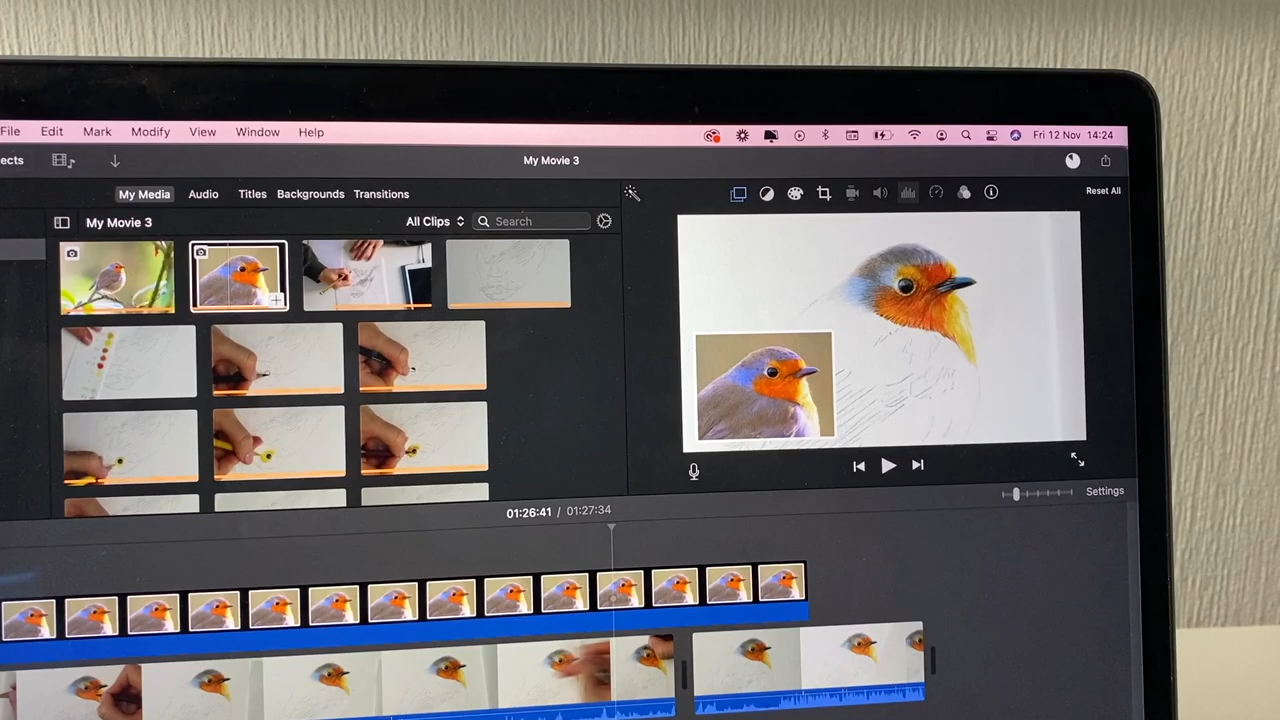 File Edit Mark Modify View Window Help Fri 12 Nov 14:24
ects My Movie 3
My Media Audio Titles Backgrounds Transitions Reset All
My Movie 3 All Clips Search
Settings
01:26:41 / 01:27:34